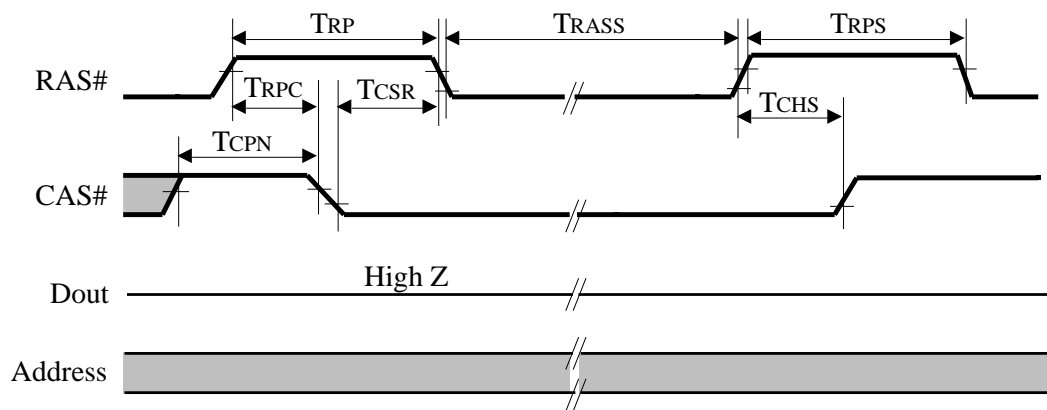 TRP TRASS TRPS
RAS#
TRPC TCSR TCHS
TCPN
CAS#
High Z
Dout
Address